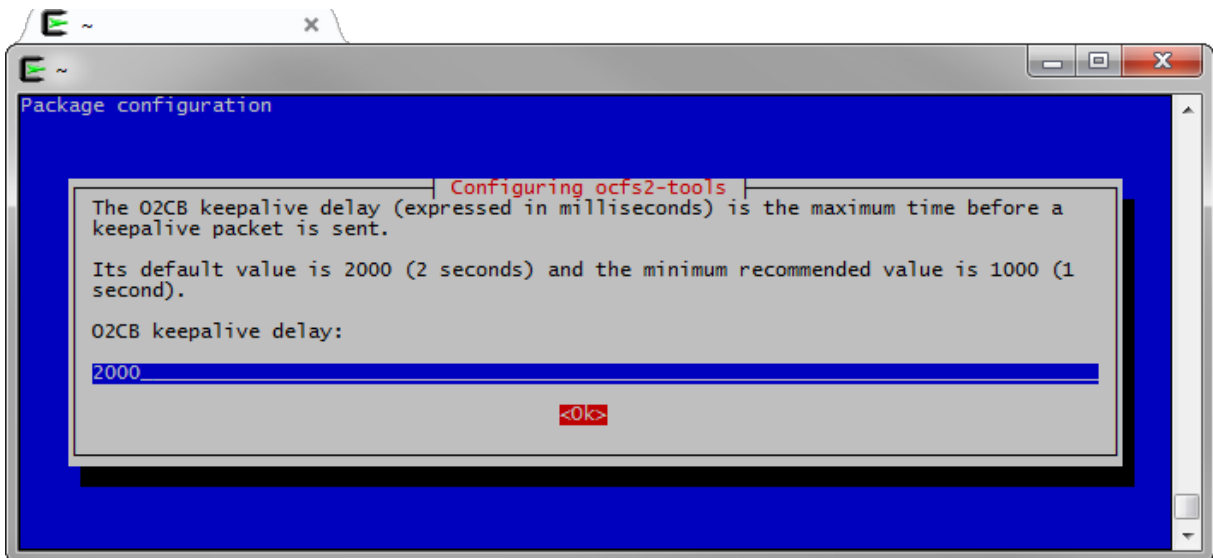 ~
~
Package configuration
Configuring ocfs2-tools
The O2CB keepalive delay (expressed in milliseconds) is the maximum time before a
keepalive packet is sent.
Its default value is 2000 (2 seconds) and the minimum recommended value is 1000 (1
second).
O2CB keepalive delay:
2000
<Ok>